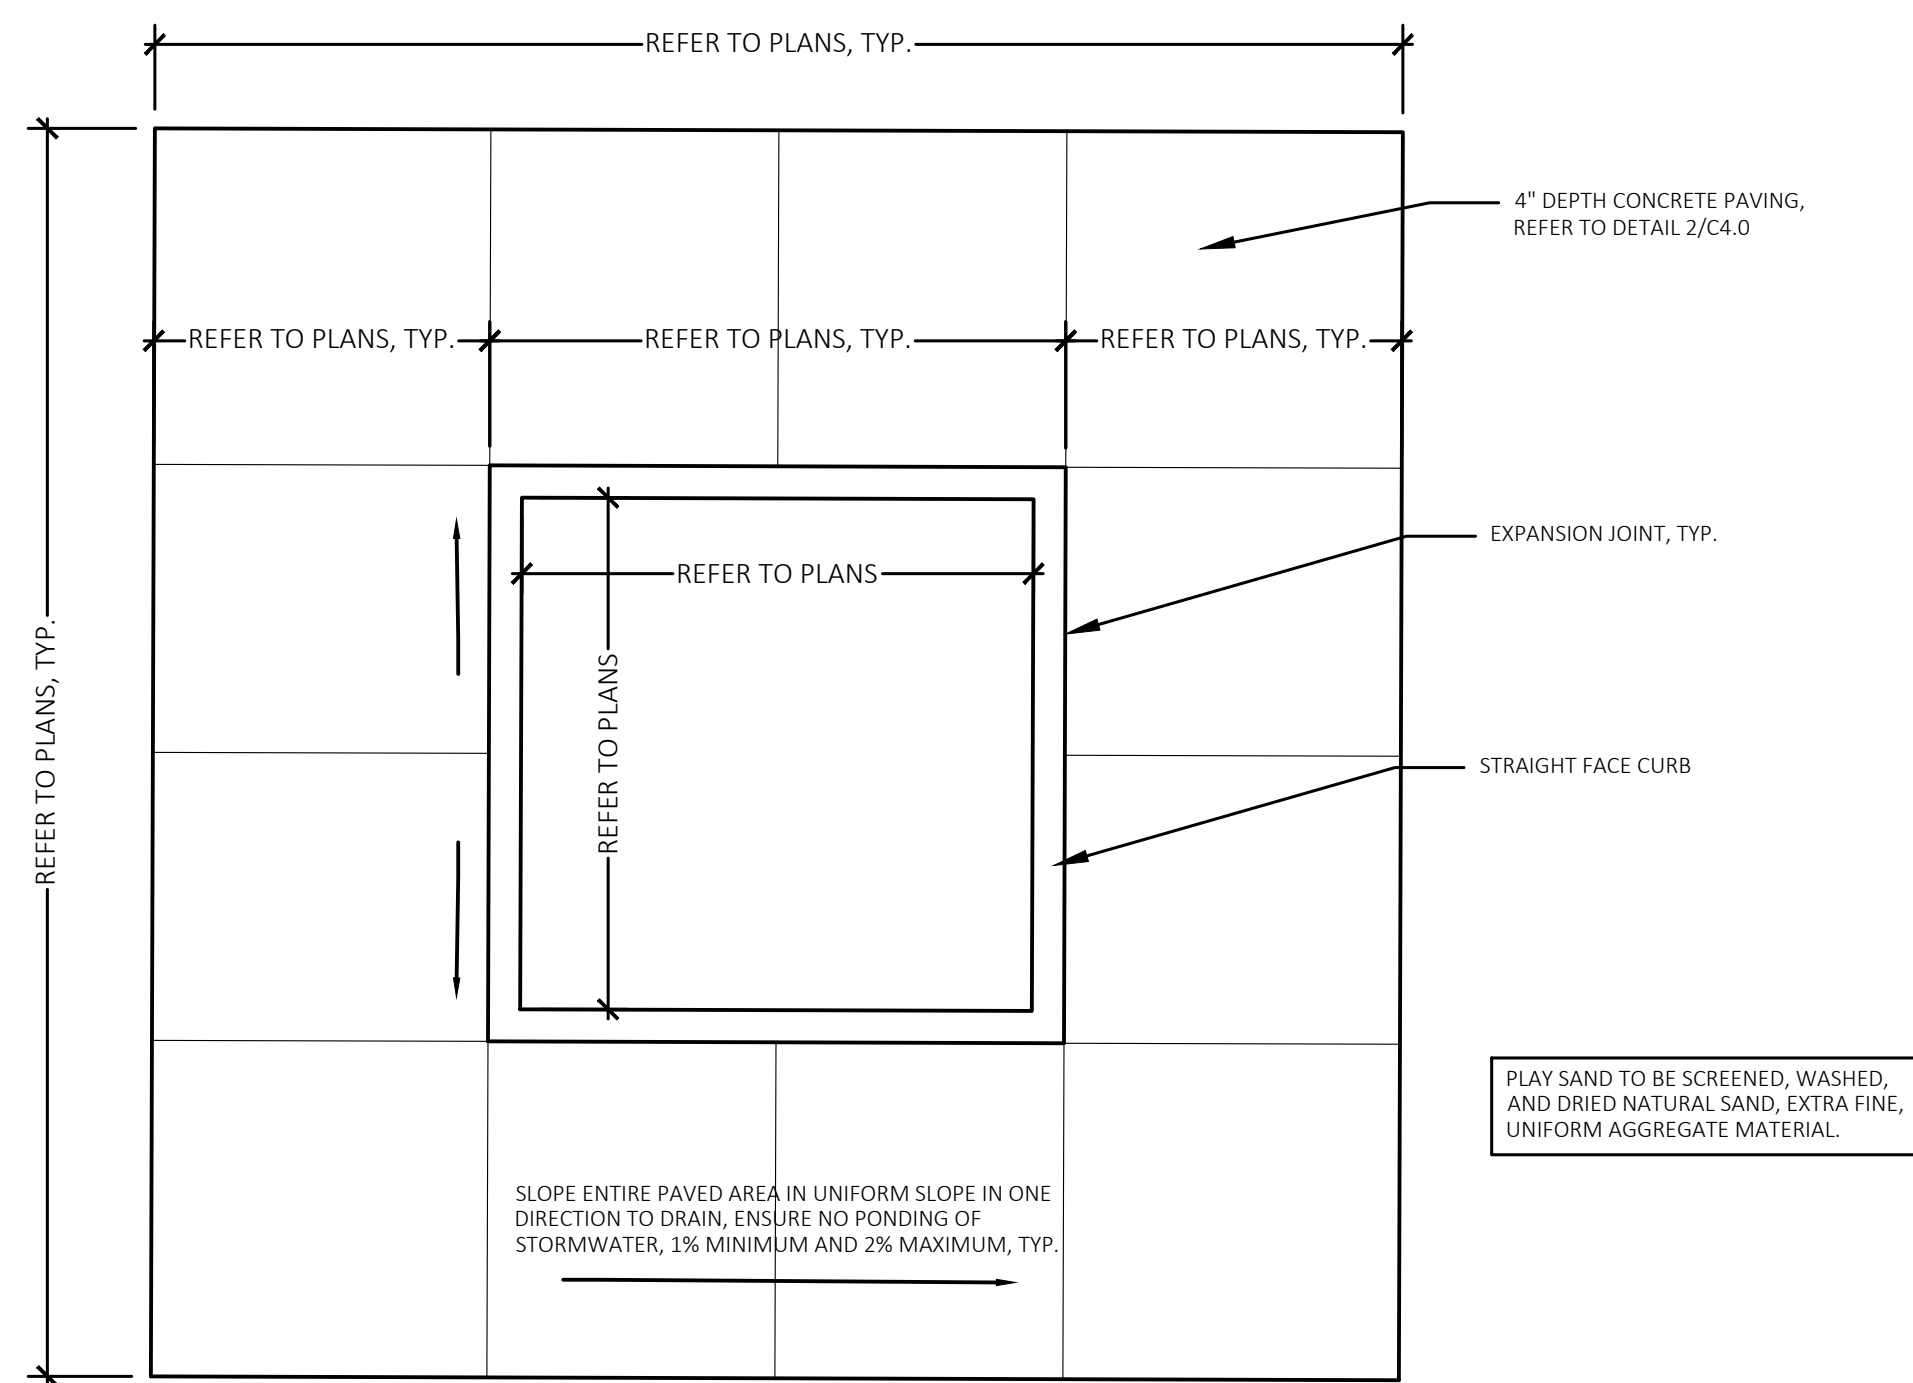 REFER TO PLANS, TYP.
4" DEPTH CONCRETE PAVING,
REFER TO DETAIL 2/C4.0
REFER TO PLANS, TYP.
REFER TO PLANS, TYP.
REFER TO PLANS, TYP.
EXPANSION JOINT, TYP.
REFER TO PLANS
REFER TO PLANS, TYP.
REFER TO PLANS
STRAIGHT FACE CURB
PLAY SAND TO BE SCREENED, WASHED,
AND DRIED NATURAL SAND, EXTRA FINE,
UNIFORM AGGREGATE MATERIAL.
SLOPE ENTIRE PAVED AREA IN UNIFORM SLOPE IN ONE
DIRECTION TO DRAIN, ENSURE NO PONDING OF
STORMWATER, 1% MINIMUM AND 2% MAXIMUM, TYP.